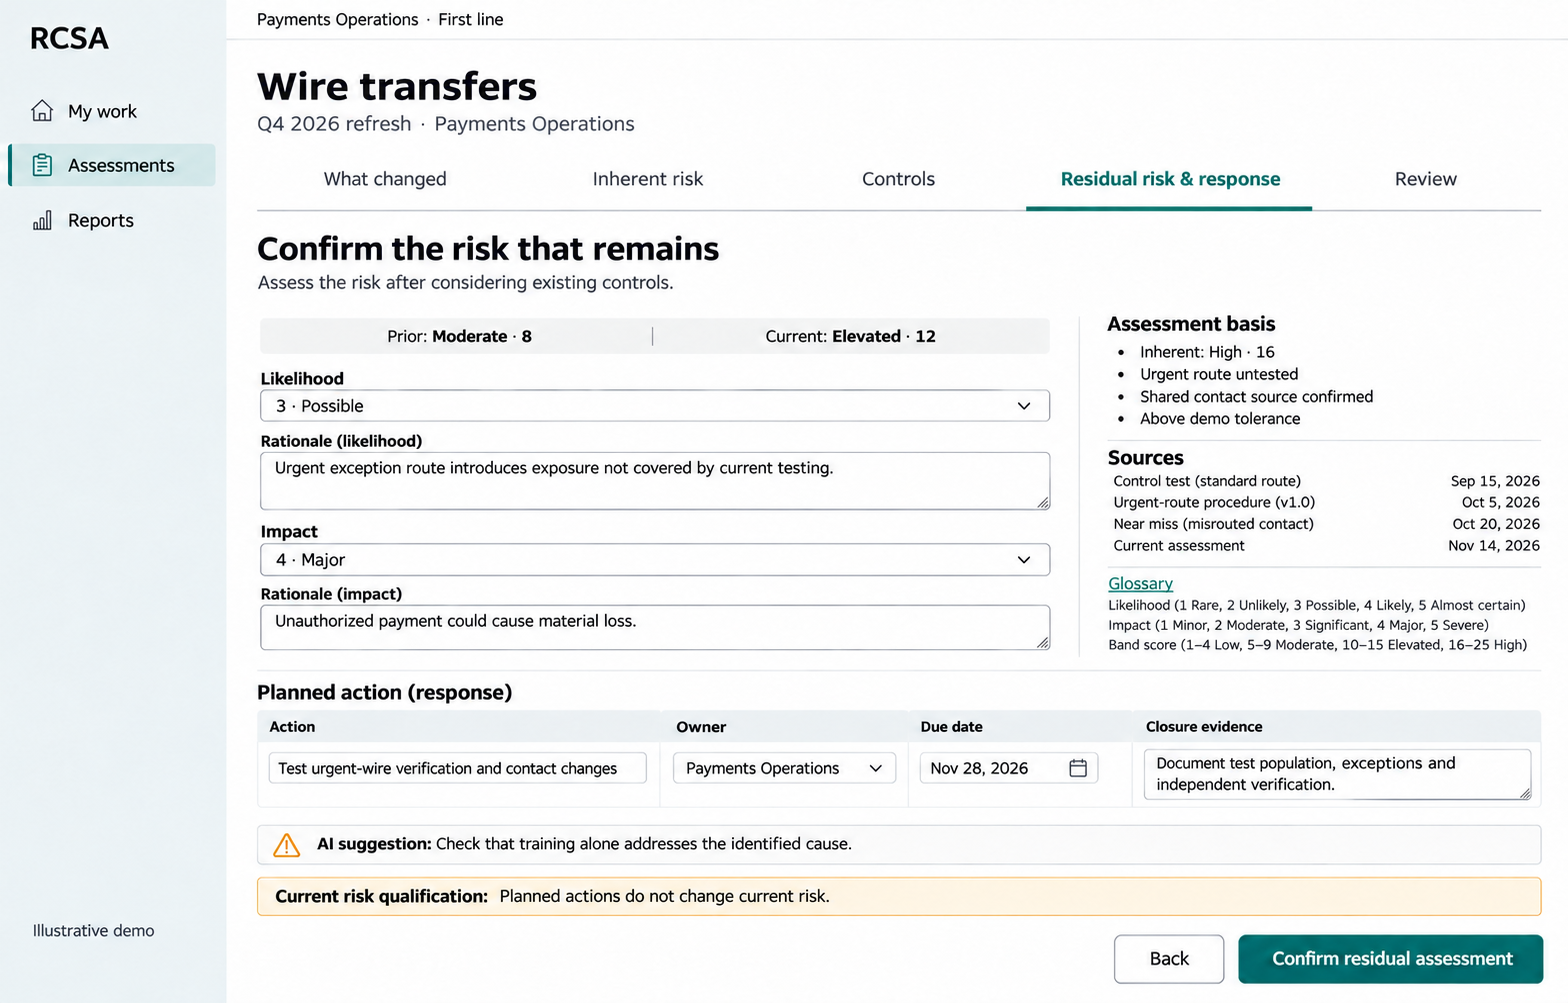 RCSA
My work
Assessments
Reports
Illustrative demo
Payments Operations · First line
Wire transfers
Q4 2026 refresh · Payments Operations
What changed
Inherent risk
Controls
Residual risk & response
Review
Confirm the risk that remains
Assess the risk after considering existing controls.
Prior: Moderate · 8
Current: Elevated · 12
Likelihood
3 · Possible
Rationale (likelihood)
Urgent exception route introduces exposure not covered by current testing.
Impact
4 · Major
Rationale (impact)
Unauthorized payment could cause material loss.
Assessment basis
• Inherent: High · 16
• Urgent route untested
• Shared contact source confirmed
• Above demo tolerance
Sources
Control test (standard route) Sep 15, 2026
Urgent-route procedure (v1.0) Oct 5, 2026
Near miss (misrouted contact) Oct 20, 2026
Current assessment Nov 14, 2026
Glossary
Likelihood (1 Rare, 2 Unlikely, 3 Possible, 4 Likely, 5 Almost certain)
Impact (1 Minor, 2 Moderate, 3 Significant, 4 Major, 5 Severe)
Band score (1–4 Low, 5–9 Moderate, 10–15 Elevated, 16–25 High)
Planned action (response)
Action
Owner
Due date
Closure evidence
Test urgent-wire verification and contact changes
Payments Operations
Nov 28, 2026
Document test population, exceptions and
independent verification.
AI suggestion: Check that training alone addresses the identified cause.
Current risk qualification: Planned actions do not change current risk.
Back
Confirm residual assessment